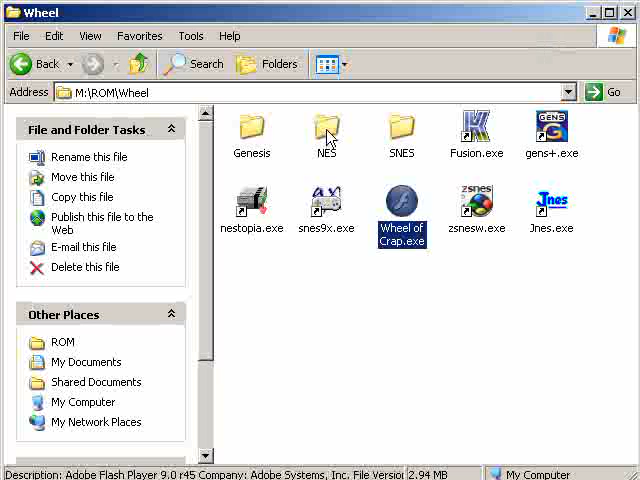 Wheel
File Edit View Favorites Tools Help
Back Search Folders
Address M:\ROM\Wheel Go
File and Folder Tasks
Rename this file
Move this file
Copy this file
Publish this file to the
Web
E-mail this file
Delete this file
Other Places
ROM
My Documents
Shared Documents
My Computer
My Network Places
Genesis NES SNES Fusion.exe gens+.exe
GENS
nestopia.exe snes9x.exe Wheel of
Crap.exe zsnesw.exe Jnes.exe
zsnes Jnes
Description: Adobe Flash Player 9.0 r45 Company: Adobe Systems, Inc. File Version 2.94 MB My Computer